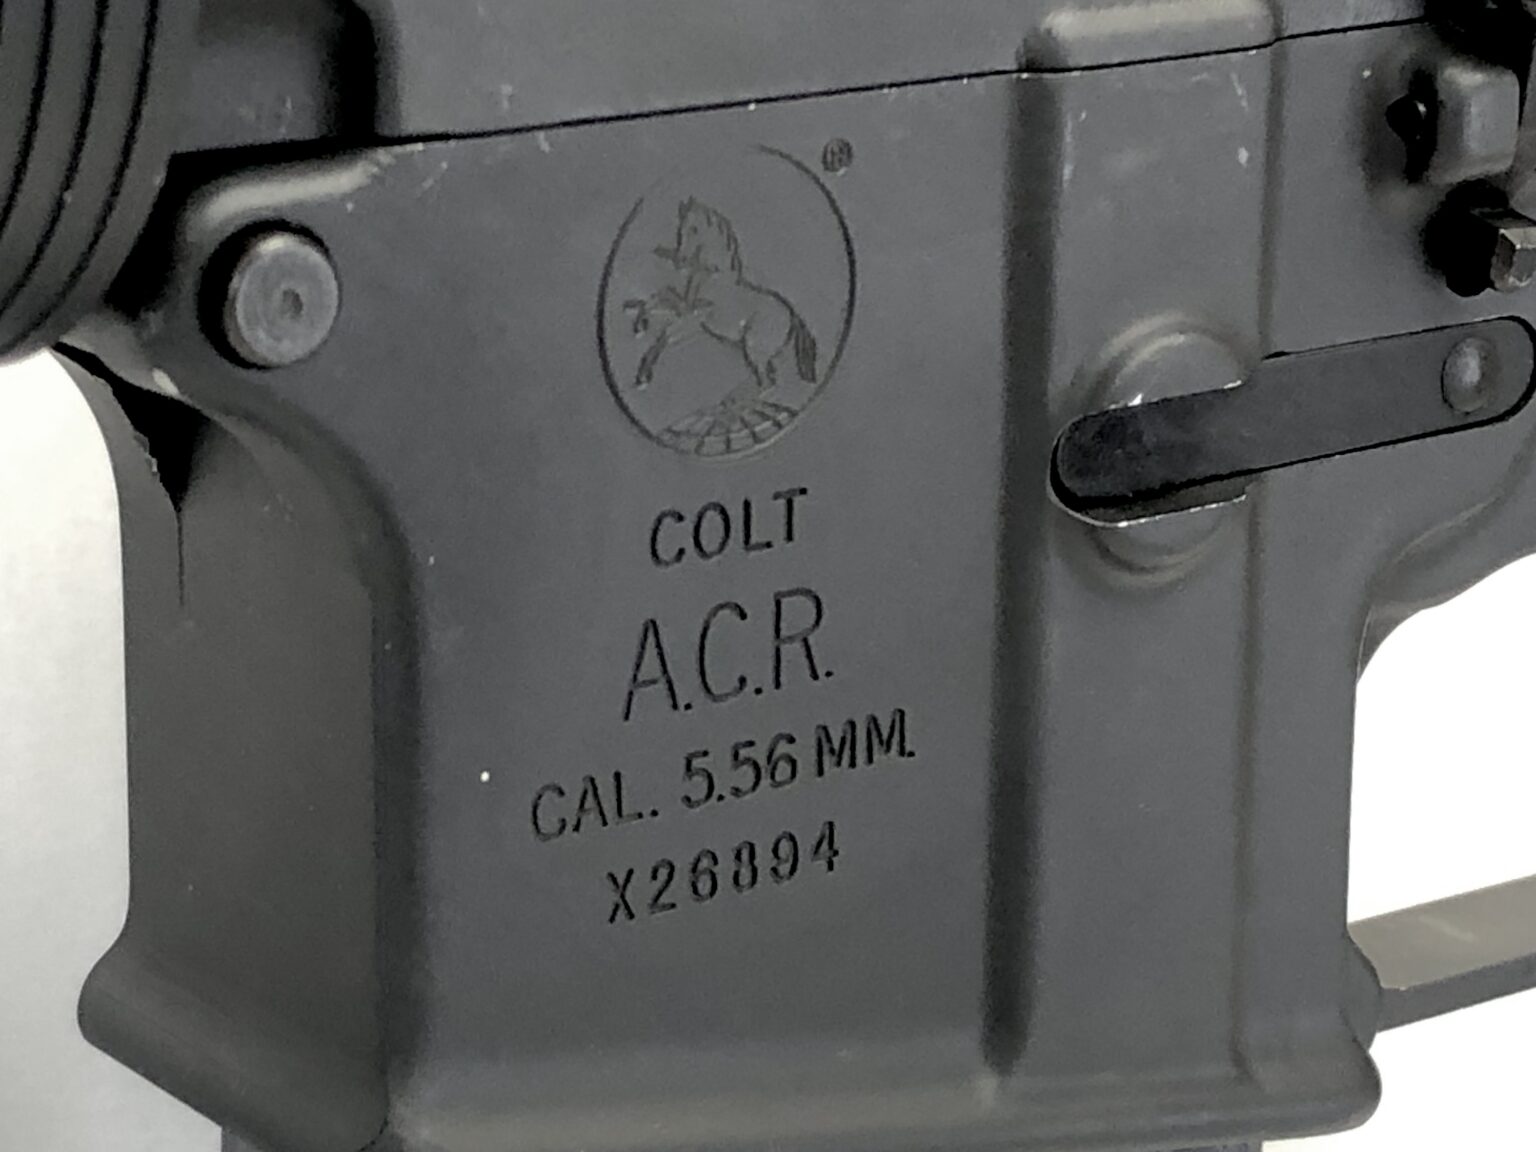 ®
COLT
A.C.R.
CAL. 5.56 MM.
X26894